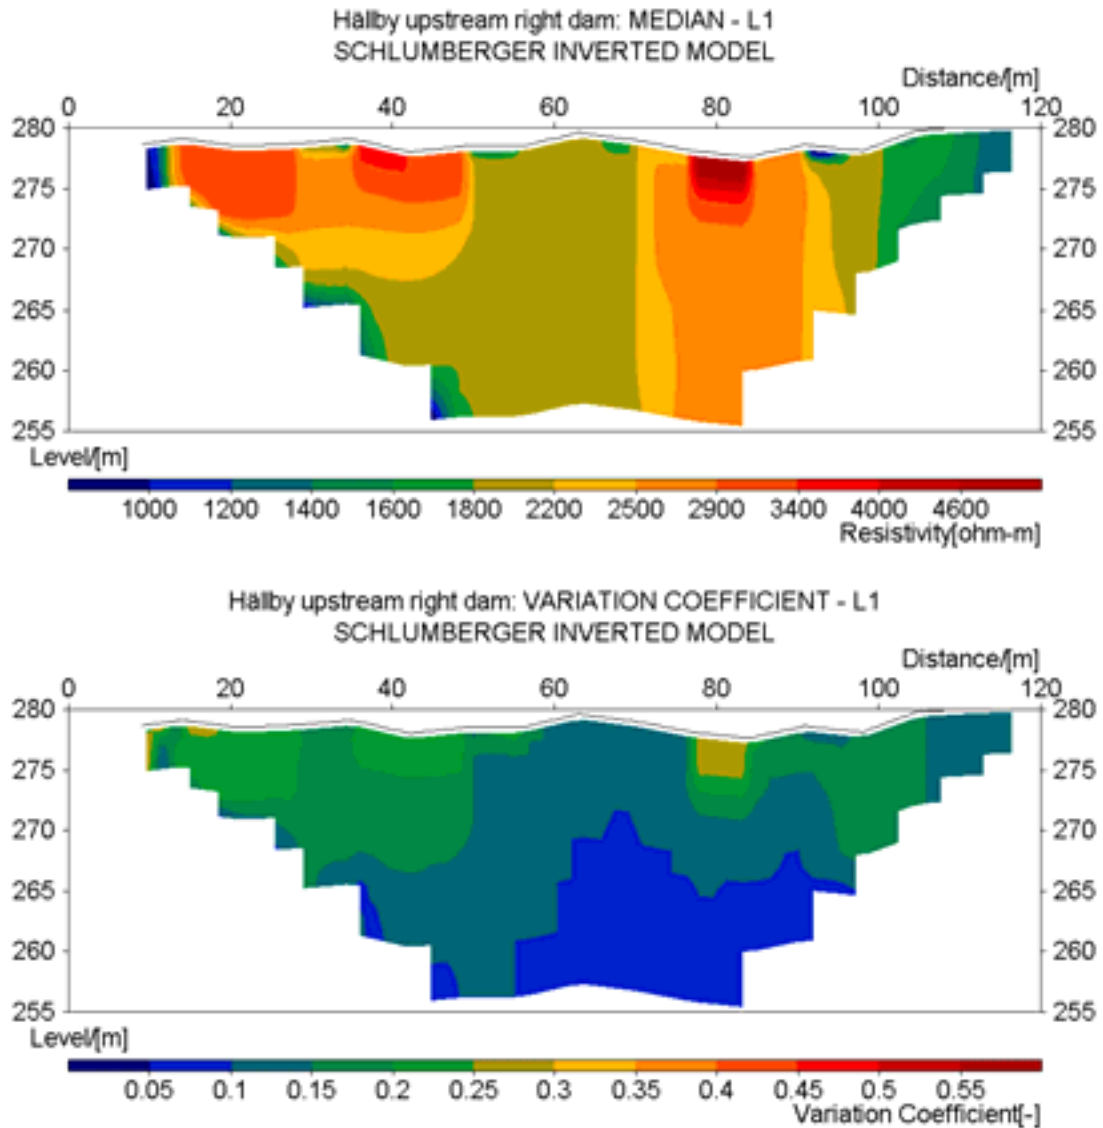 Hällby upstream right dam: MEDIAN - L1
SCHLUMBERGER INVERTED MODEL
Distance/[m]
0 20 40 60 80 100 120
280 280
275 275
270 270
265 265
260 260
255 255
Level/[m]
1000 1200 1400 1600 1800 2200 2500 2900 3400 4000 4600
Resistivity[ohm-m]
Hällby upstream right dam: VARIATION COEFFICIENT - L1
SCHLUMBERGER INVERTED MODEL
Distance/[m]
0 20 40 60 80 100 120
280 280
275 275
270 270
265 265
260 260
255 255
Level/[m]
0.05 0.1 0.15 0.2 0.25 0.3 0.35 0.4 0.45 0.5 0.55
Variation Coefficient[-]